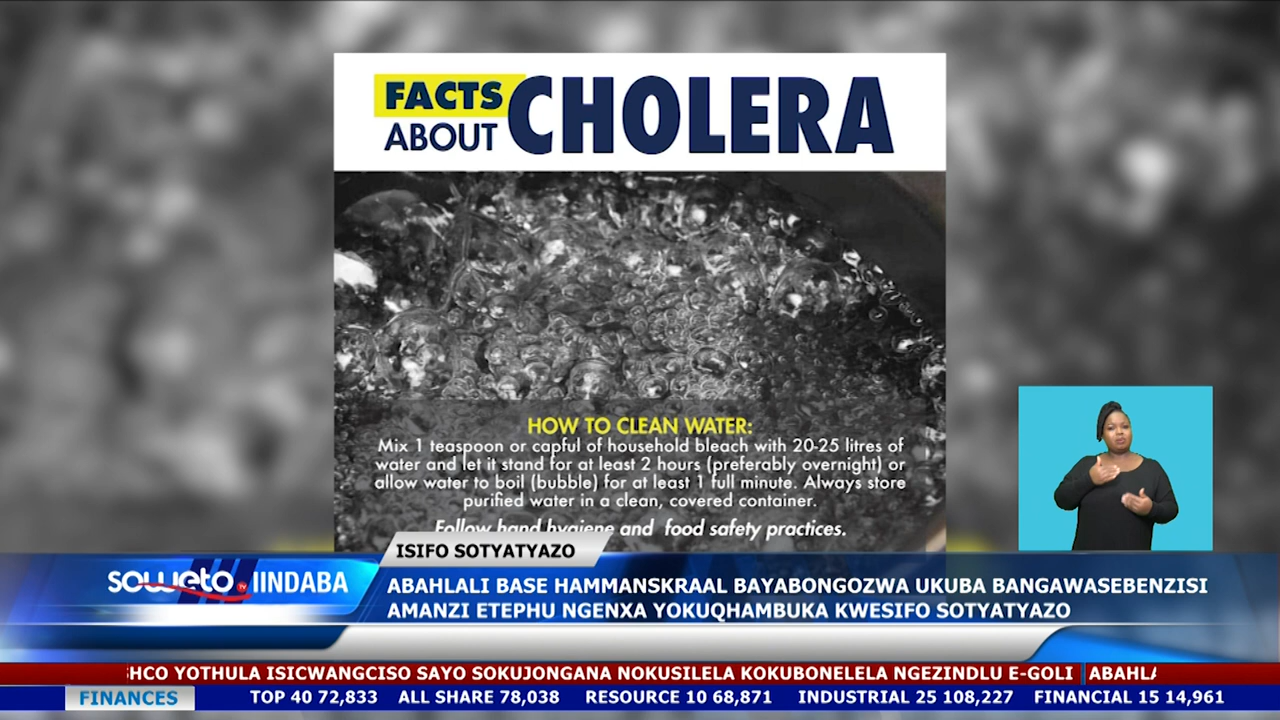 FACTS
ABOUT CHOLERA
HOW TO CLEAN WATER:
Mix 1 teaspoon or capful of household bleach with 20-25 litres of
water and let it stand for at least 2 hours (preferably overnight) or
allow water to boil (bubble) for at least 1 full minute. Always store
purified water in a clean, covered container.
Follow hand hygiene and food safety practices.
ISIFO SOTYATYAZO
soweto TV IINDABA
ABAHLALI BASE HAMMANSKRAAL BAYABONGOZWA UKUBA BANGAWASEBENZISI
AMANZI ETEPHU NGENXA YOKUQHAMBUKA KWESIFO SOTYATYAZO
HCO YOTHULA ISICWANGCISO SAYO SOKUJONGANA NOKUSILELA KOKUBONELELA NGEZINDLU E-GOLI | ABAHLA
FINANCES TOP 40 72,833 ALL SHARE 78,038 RESOURCE 10 68,871 INDUSTRIAL 25 108,227 FINANCIAL 15 14,961